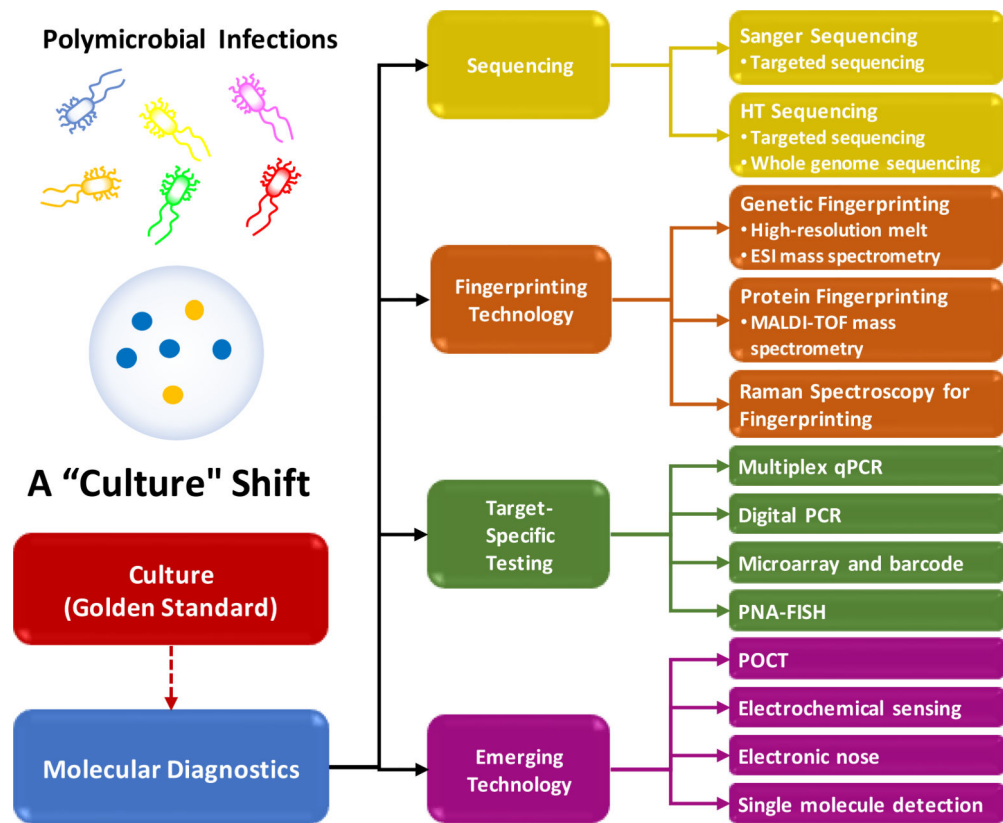 Polymicrobial Infections
A “Culture" Shift
Culture
(Golden Standard)
Molecular Diagnostics
Sequencing
Sanger Sequencing
• Targeted sequencing
HT Sequencing
• Targeted sequencing
• Whole genome sequencing
Fingerprinting
Technology
Genetic Fingerprinting
• High-resolution melt
• ESI mass spectrometry
Protein Fingerprinting
• MALDI-TOF mass
spectrometry
Raman Spectroscopy for
Fingerprinting
Target-
Specific
Testing
Multiplex qPCR
Digital PCR
Microarray and barcode
PNA-FISH
Emerging
Technology
POCT
Electrochemical sensing
Electronic nose
Single molecule detection